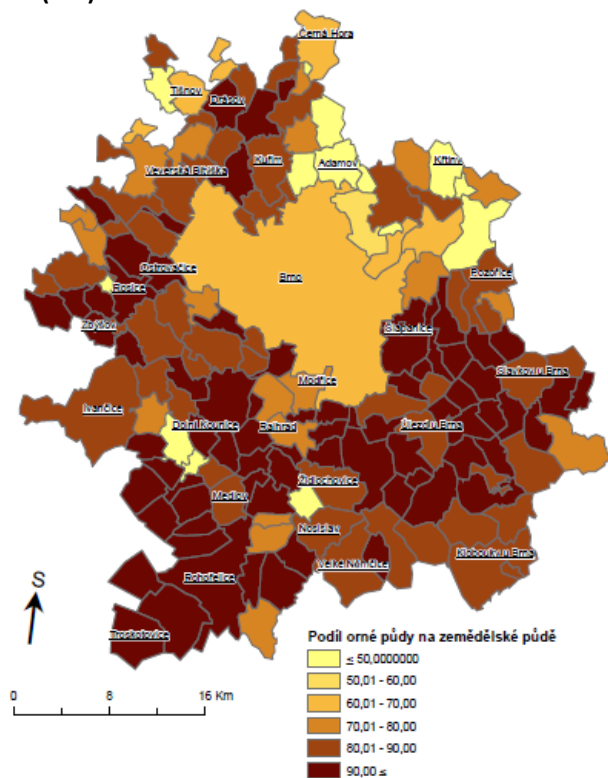 Černá Hora
Tišnov
Drásov
Kuřim
Adamov
Křtiny
Veverská Bítýška
Ostrovačice
Brno
Pozořice
Rosice
Zbýšov
Šlapanice
Slavkov u Brna
Modřice
Ivančice
Dolní Kounice
Rajhrad
Újezd u Brna
Židlochovice
Medlov
Nosislav
Velké Němčice
Klobouky u Brna
Pohořelice
Troskotovice
S
0 8 16 Km
Podíl orné půdy na zemědělské půdě
≤ 50,0000000
50,01 - 60,00
60,01 - 70,00
70,01 - 80,00
80,01 - 90,00
90,00 ≤